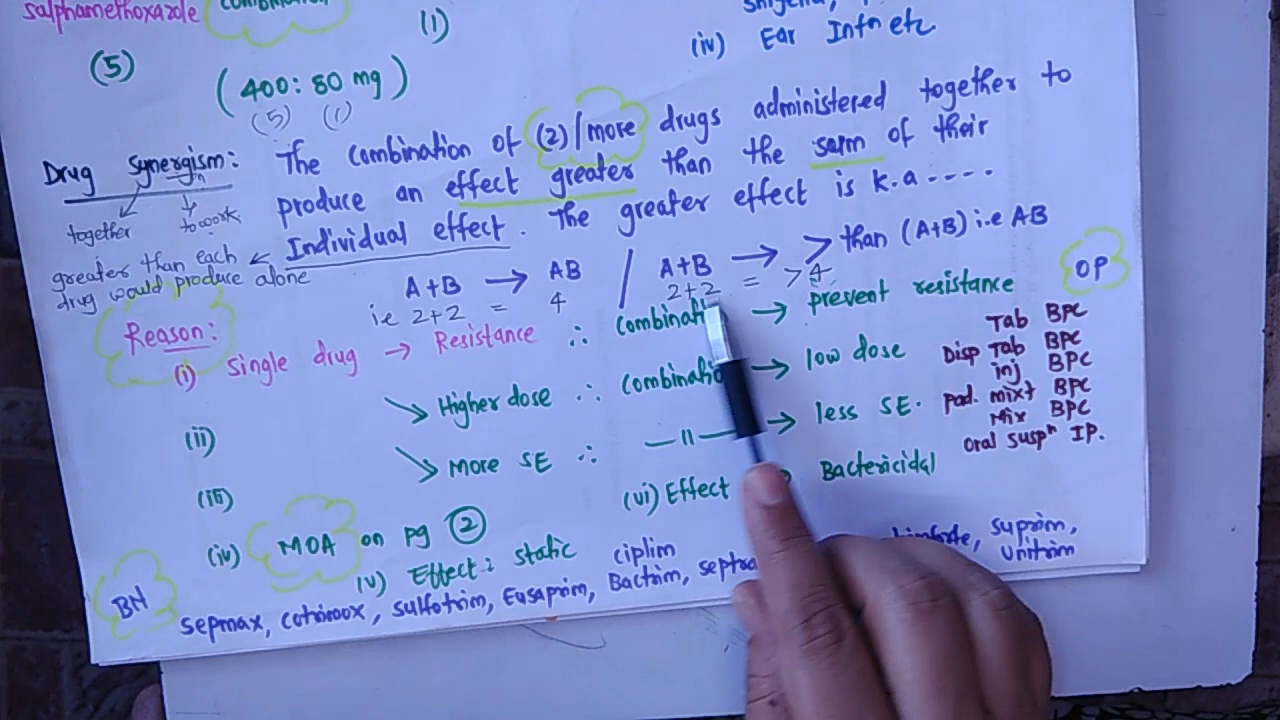 salphamethoxazole
(5)
(1)
(iv) Ear Infn etc
(400: 80 mg)
(5) (1)
Drug synergism:
together
to work
greater than each
drug would produce alone
The combination of (2)/more drugs administered together to
produce an effect greater than the sum of their
Individual effect. The greater effect is k.a....
A+B → AB
ie 2+2 = 4
A+B → > than (A+B) i.e AB
2+2 = >4
Reason:
(i) Single drug → Resistance ∴ → prevent resistance
(ii) Higher dose ∴ → low dose
(iii) More SE ∴ —11— → less SE.
(iv) MOA on pg (2)
(v) Effect: static
(vi) Effect Bactericidal
OP
Tab BPC
Disp Tab BPC
inj BPC
pad. mixt BPC
Mix BPC
oral suspn IP.
BN
ciplim
sepmax, cotrimox, sulfotrim, Eusaprim, Bactrim, suprim,
Unitrim